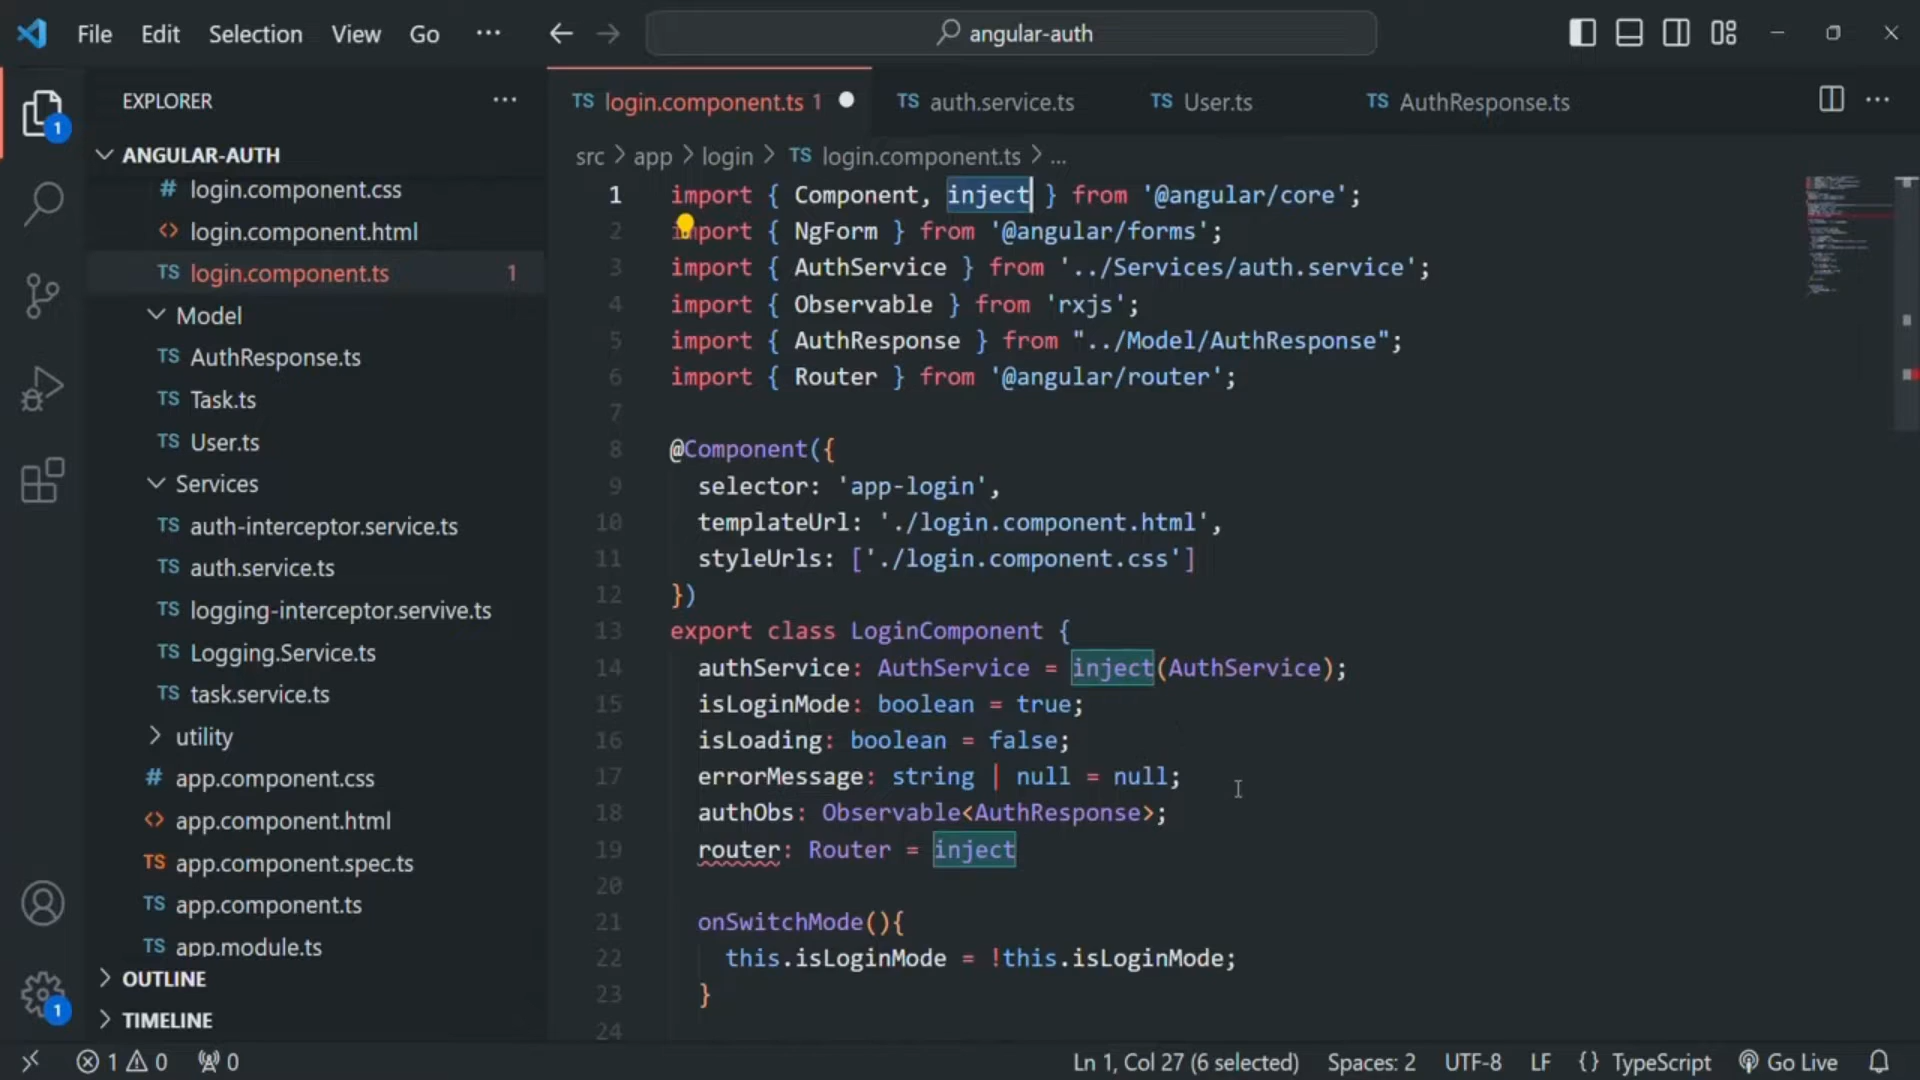 File Edit Selection View Go ··· angular-auth
EXPLORER ···
ANGULAR-AUTH
# login.component.css
<> login.component.html
TS login.component.ts 1
Model
TS AuthResponse.ts
TS Task.ts
TS User.ts
Services
TS auth-interceptor.service.ts
TS auth.service.ts
TS logging-interceptor.servive.ts
TS Logging.Service.ts
TS task.service.ts
utility
# app.component.css
<> app.component.html
TS app.component.spec.ts
TS app.component.ts
TS app.module.ts
OUTLINE
TIMELINE
1
1
TS login.component.ts 1 TS auth.service.ts TS User.ts TS AuthResponse.ts ···
src > app > login > TS login.component.ts > ...
1 import { Component, inject } from '@angular/core';
2 import { NgForm } from '@angular/forms';
3 import { AuthService } from '../Services/auth.service';
4 import { Observable } from 'rxjs';
5 import { AuthResponse } from "../Model/AuthResponse";
6 import { Router } from '@angular/router';
7
8 @Component({
9 selector: 'app-login',
10 templateUrl: './login.component.html',
11 styleUrls: ['./login.component.css']
12 })
13 export class LoginComponent {
14 authService: AuthService = inject(AuthService);
15 isLoginMode: boolean = true;
16 isLoading: boolean = false;
17 errorMessage: string | null = null;
18 authObs: Observable<AuthResponse>;
19 router: Router = inject
20
21 onSwitchMode(){
22 this.isLoginMode = !this.isLoginMode;
23 }
24
1 0 0 Ln 1, Col 27 (6 selected) Spaces: 2 UTF-8 LF {} TypeScript Go Live